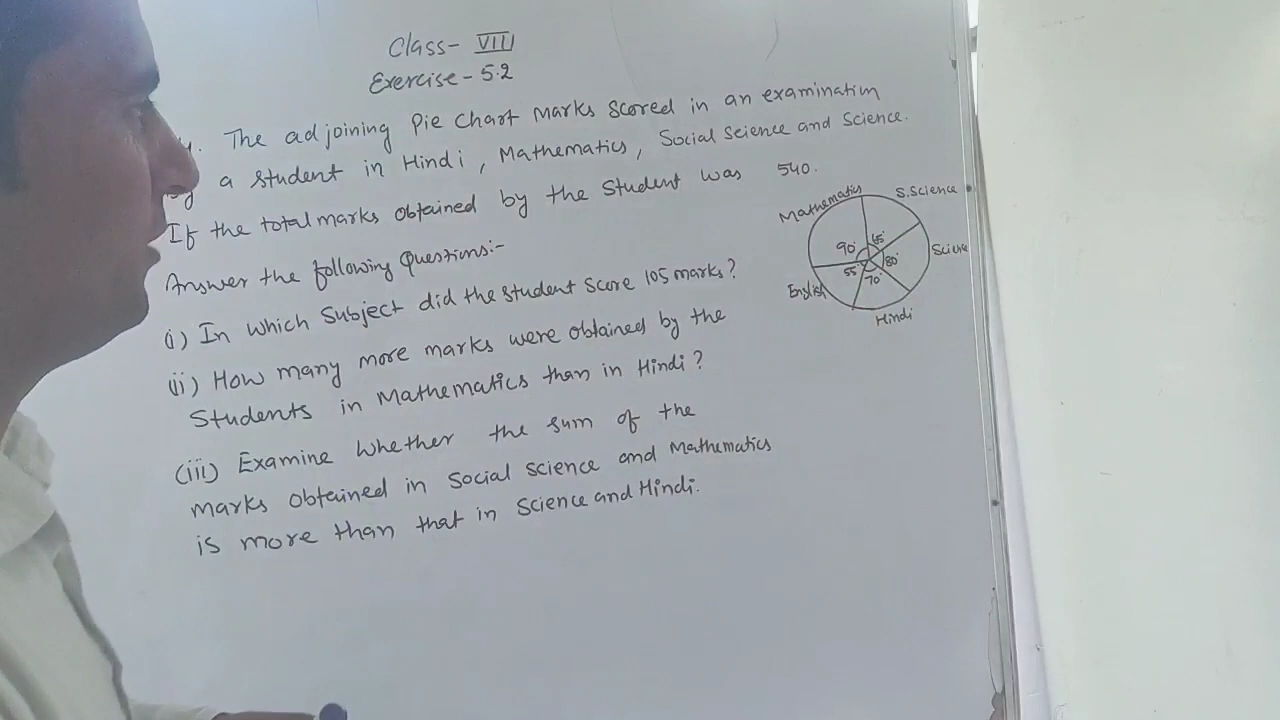 Class- VIII
Exercise - 5.2
The adjoining Pie Chart Marks Scored in an examination
by a student in Hindi, Mathematics, Social Science and Science.
If the total marks obtained by the Student was 540.
Answer the following Questions:-
(i) In which Subject did the student Score 105 marks?
(ii) How many more marks were obtained by the
Students in Mathematics than in Hindi?
(iii) Examine whether the sum of the
marks obtained in Social Science and Mathematics
is more than that in Science and Hindi.
Mathematics
S.Science
90°
Science
80°
55°
70°
English
Hindi